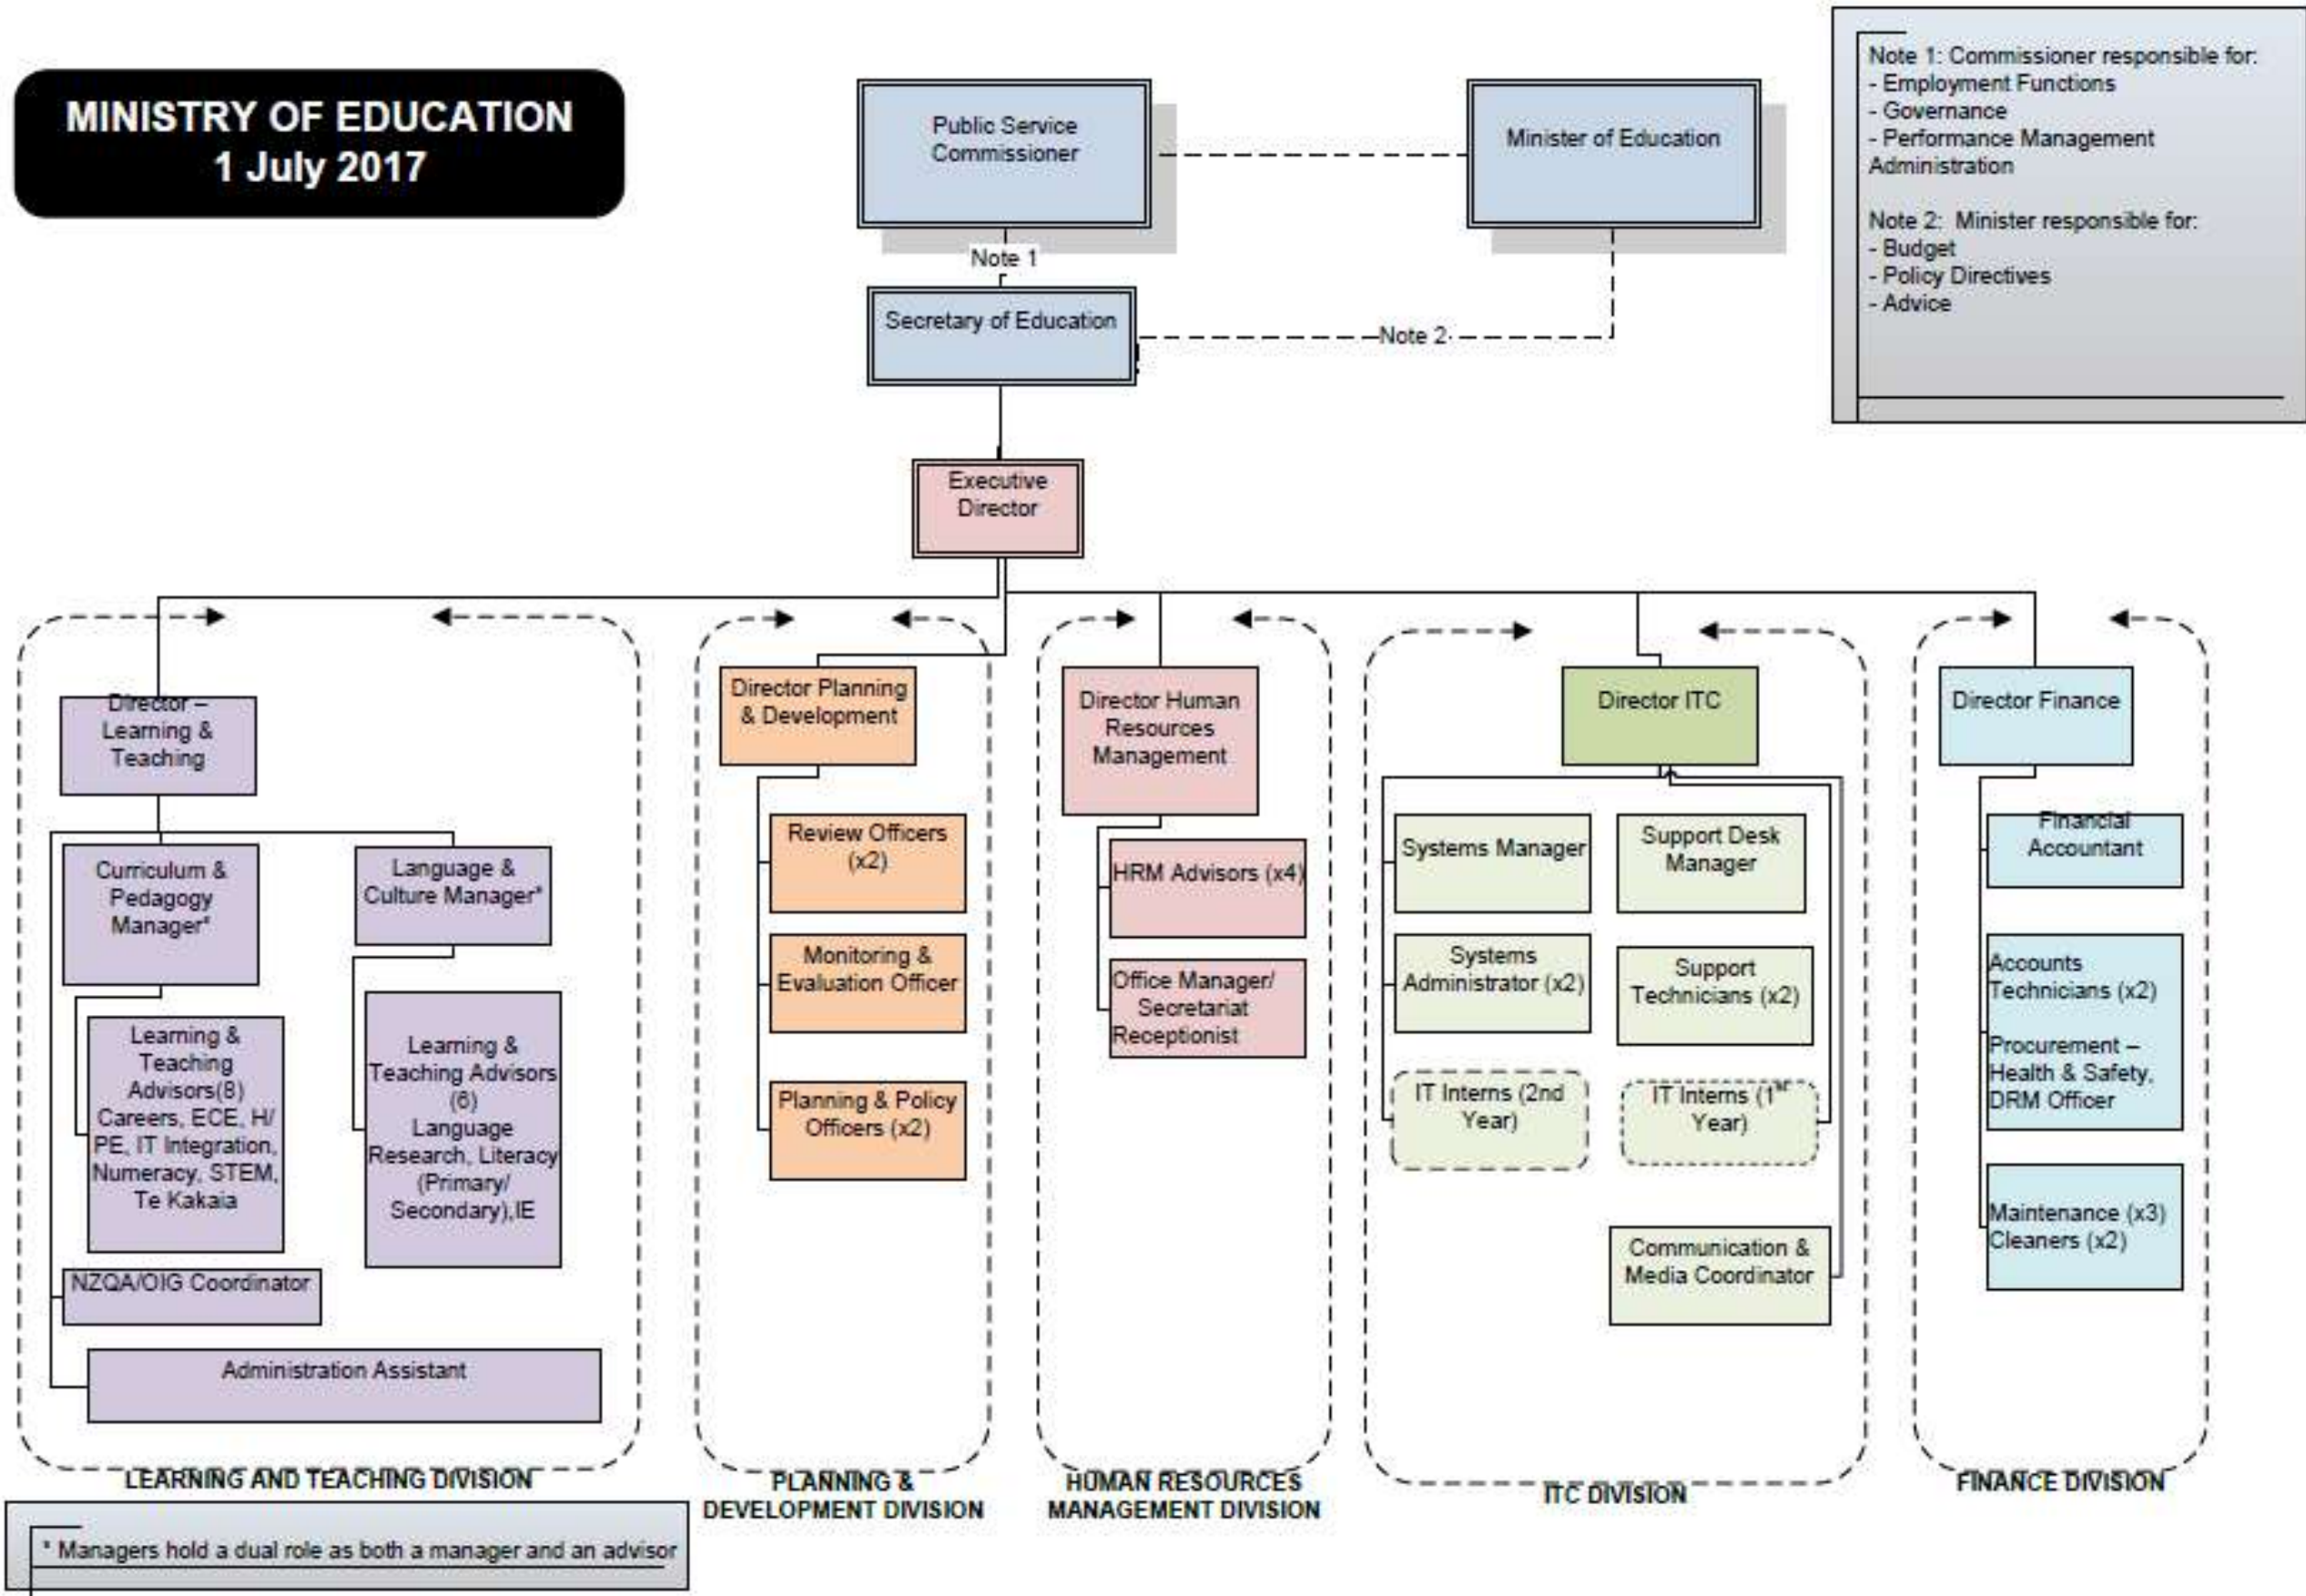 MINISTRY OF EDUCATION
1 July 2017
Public Service
Commissioner
Minister of Education
Note 1: Commissioner responsible for:
- Employment Functions
- Governance
- Performance Management
Administration
Note 2:  Minister responsible for:
- Budget
- Policy Directives
- Advice
Note 1
Secretary of Education
Note 2
Executive
Director
Director –
Learning &
Teaching
Curriculum &
Pedagogy
Manager*
Language &
Culture Manager*
Learning &
Teaching
Advisors(8)
Careers, ECE, H/
PE, IT Integration,
Numeracy, STEM,
Te Kakaia
Learning &
Teaching Advisors
(6)
Language
Research, Literacy
(Primary/
Secondary),IE
NZQA/OIG Coordinator
Administration Assistant
LEARNING AND TEACHING DIVISION
Director Planning
& Development
Review Officers
(x2)
Monitoring &
Evaluation Officer
Planning & Policy
Officers (x2)
PLANNING &
DEVELOPMENT DIVISION
Director Human
Resources
Management
HRM Advisors (x4)
Office Manager/
Secretariat
Receptionist
HUMAN RESOURCES
MANAGEMENT DIVISION
Director ITC
Systems Manager
Support Desk
Manager
Systems
Administrator (x2)
Support
Technicians (x2)
IT Interns (2nd
Year)
IT Interns (1st
Year)
Communication &
Media Coordinator
ITC DIVISION
Director Finance
Financial
Accountant
Accounts
Technicians (x2)
Procurement –
Health & Safety,
DRM Officer
Maintenance (x3)
Cleaners (x2)
FINANCE DIVISION
* Managers hold a dual role as both a manager and an advisor